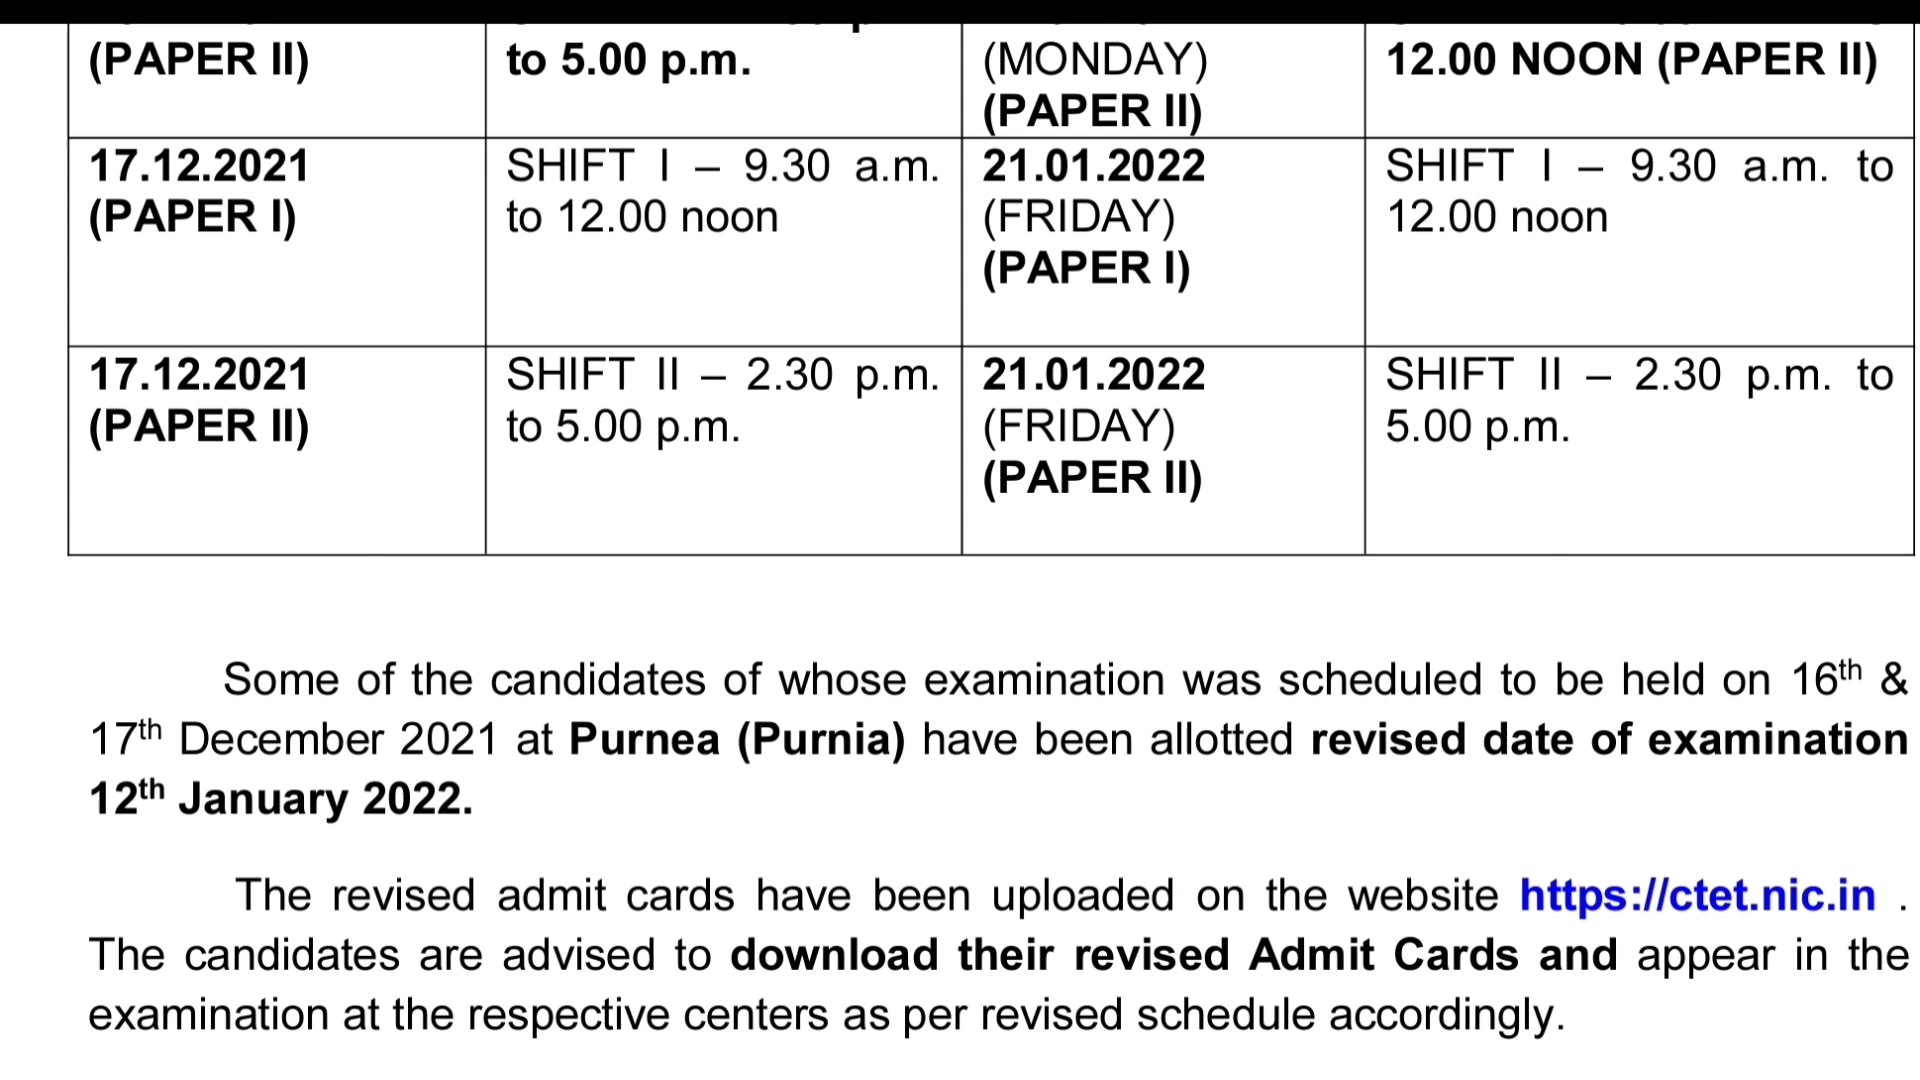 (PAPER II)
to 5.00 p.m.
(MONDAY)
(PAPER II)
12.00 NOON (PAPER II)
17.12.2021
(PAPER I)
SHIFT I – 9.30 a.m.
to 12.00 noon
21.01.2022
(FRIDAY)
(PAPER I)
SHIFT I – 9.30 a.m. to
12.00 noon
17.12.2021
(PAPER II)
SHIFT II – 2.30 p.m.
to 5.00 p.m.
21.01.2022
(FRIDAY)
(PAPER II)
SHIFT II – 2.30 p.m. to
5.00 p.m.
Some of the candidates of whose examination was scheduled to be held on 16th &
17th December 2021 at Purnea (Purnia) have been allotted revised date of examination
12th January 2022.
The revised admit cards have been uploaded on the website https://ctet.nic.in .
The candidates are advised to download their revised Admit Cards and appear in the
examination at the respective centers as per revised schedule accordingly.